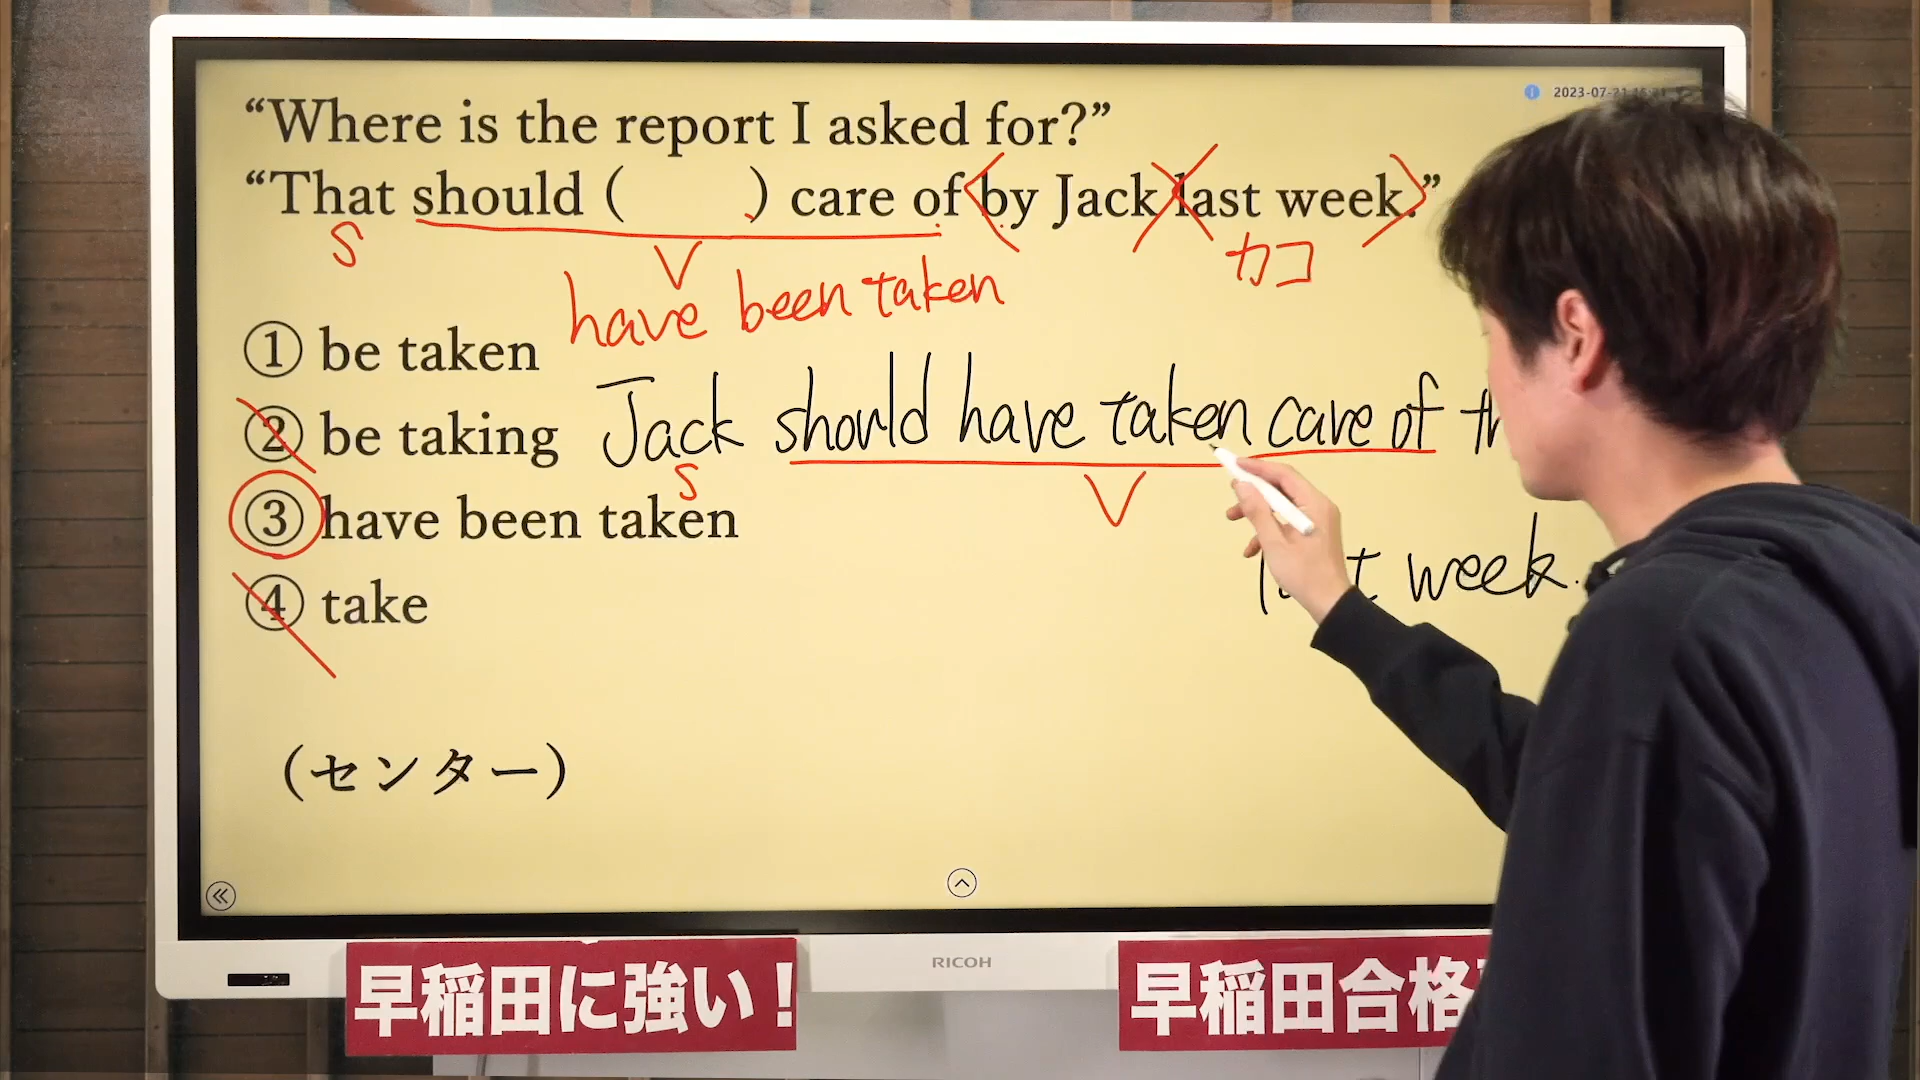 2023-07-21
“Where is the report I asked for?”
“That should (      ) care of by Jack last week.”
S
V
カコ
have been taken
① be taken
Jack should have taken care of
② be taking
S
V
③ have been taken
week.
④ take
（センター）
RICOH
早稲田に強い！
早稲田合格